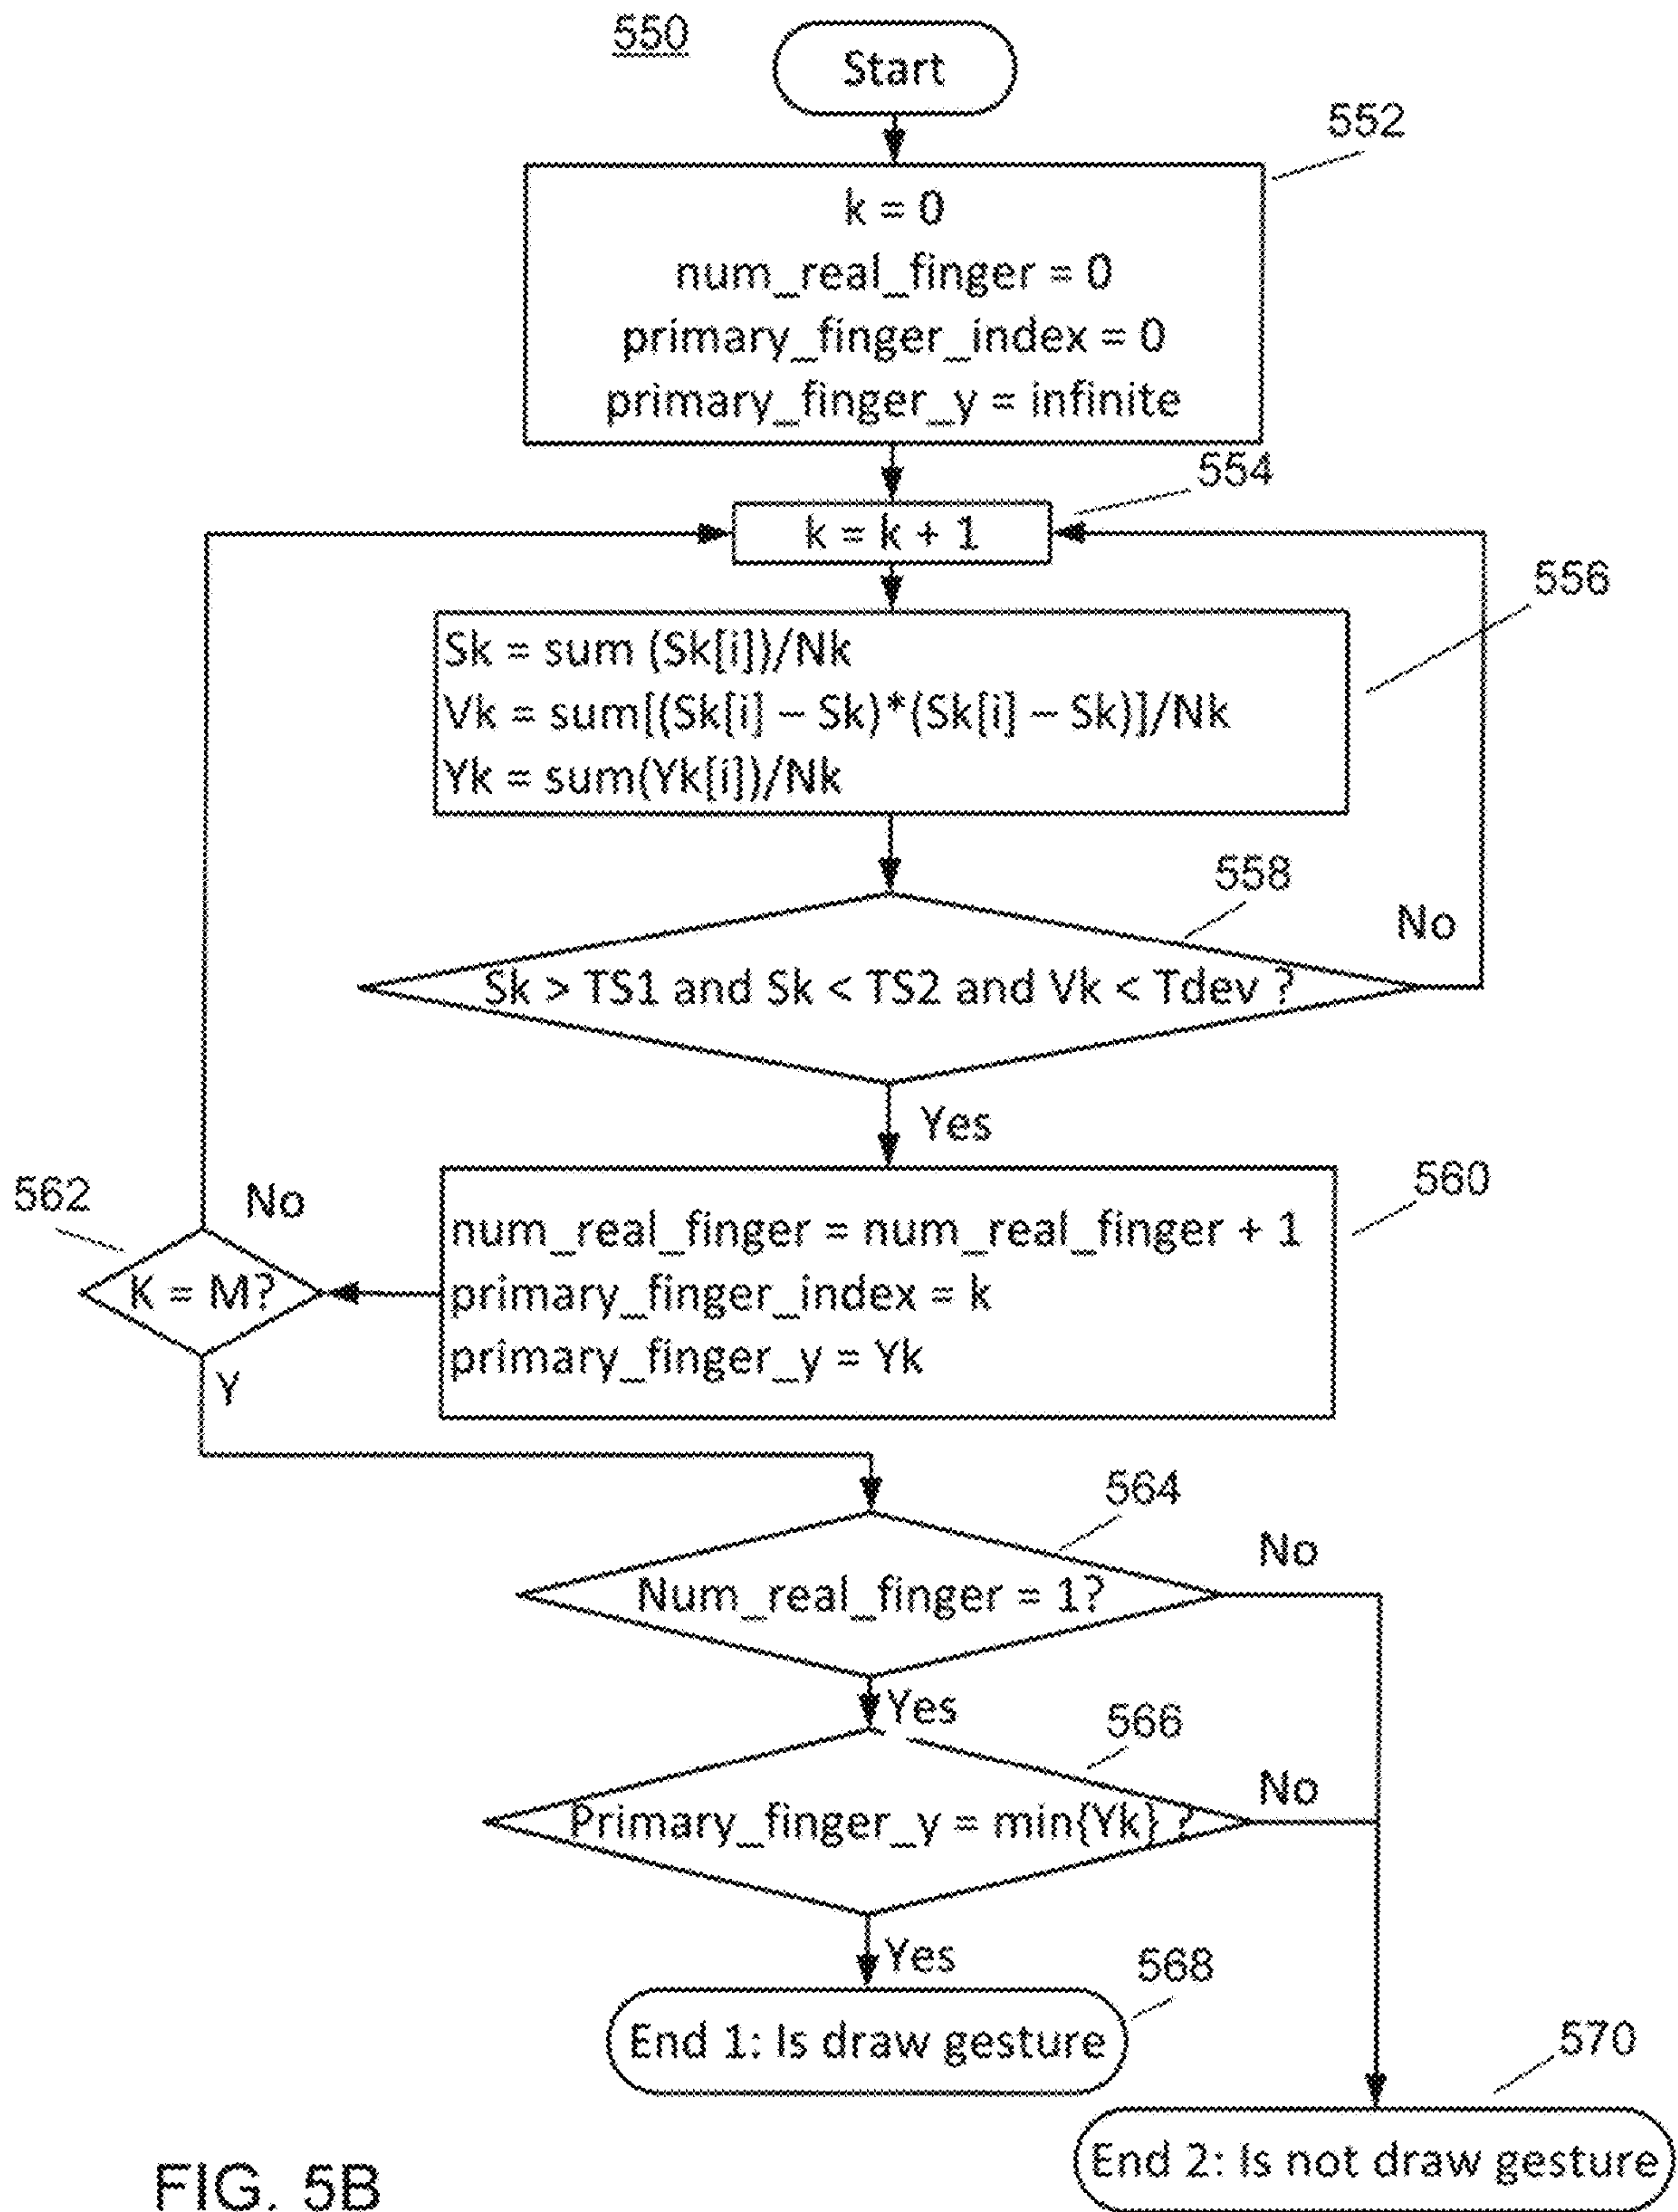 550
Start
552
k = 0
num_real_finger = 0
primary_finger_index = 0
primary_finger_y = infinite
554
k = k + 1
556
Sk = sum (Sk[i])/Nk
Vk = sum[(Sk[i] – Sk)*(Sk[i] – Sk)]/Nk
Yk = sum(Yk[i])/Nk
558
No
Sk > TS1 and Sk < TS2 and Vk < Tdev ?
Yes
560
562
No
num_real_finger = num_real_finger + 1
K = M?
primary_finger_index = k
primary_finger_y = Yk
Y
564
No
Num_real_finger = 1?
Yes
566
No
Primary_finger_y = min{Yk} ?
Yes
568
End 1: Is draw gesture
570
End 2: Is not draw gesture
FIG. 5B